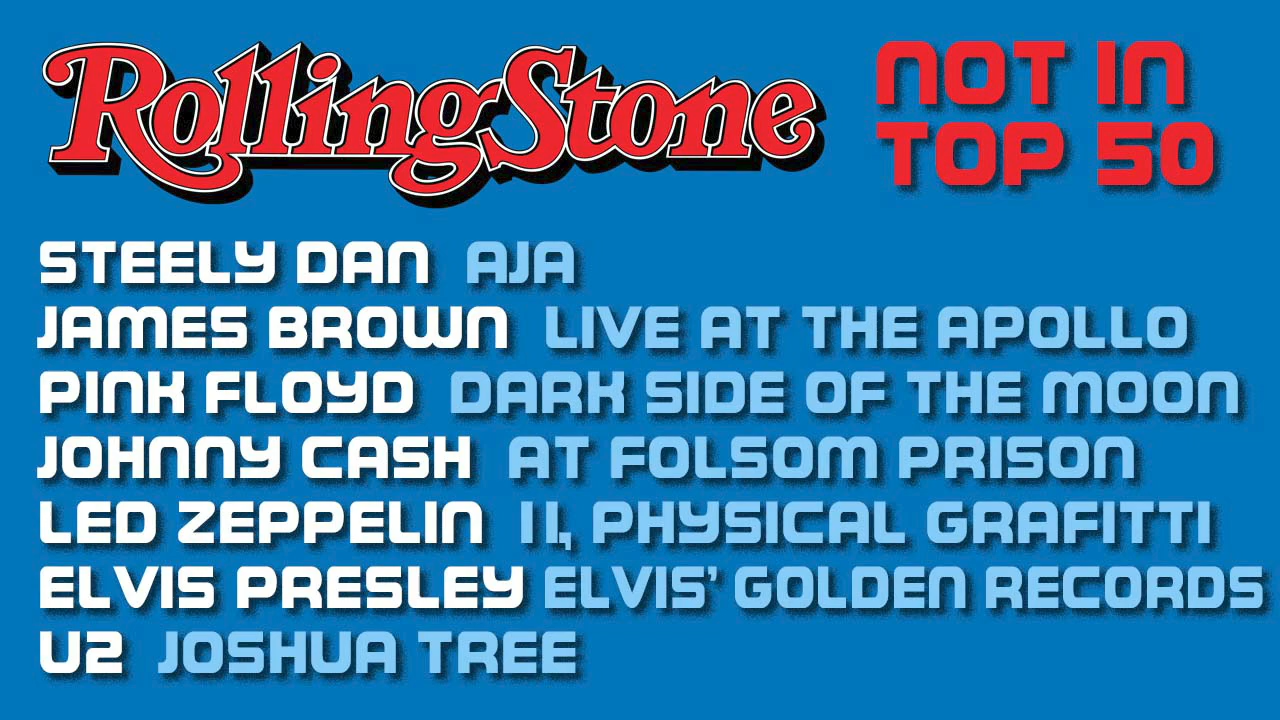 RollingStone
NOT IN
TOP 50
STEELY DAN AJA
JAMES BROWN LIVE AT THE APOLLO
PINK FLOYD DARK SIDE OF THE MOON
JOHNNY CASH AT FOLSOM PRISON
LED ZEPPELIN II, PHYSICAL GRAFITTI
ELVIS PRESLEY ELVIS' GOLDEN RECORDS
U2 JOSHUA TREE